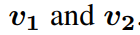 v₁ and v₂.